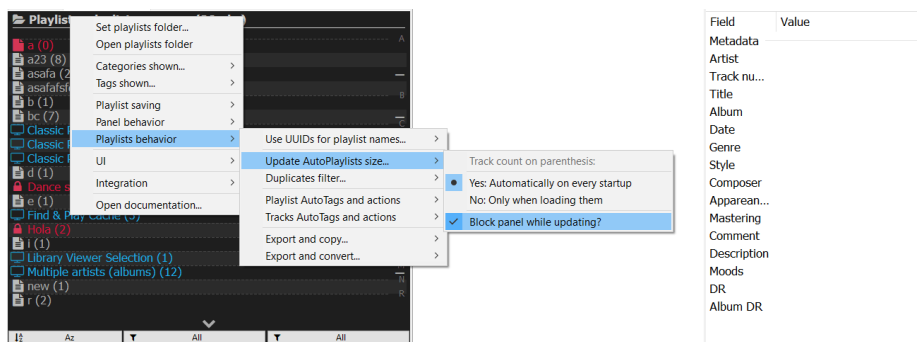 Playlist
a (0)
a23 (8)
asafa (2
asafafsf
b (1)
bc (7)
Classic
Classic
Classic
d (1)
Dance s
e (1)
Find & Play Cache (5)
Hola (2)
i (1)
Library Viewer Selection (1)
Multiple artists (albums) (12)
new (1)
r (2)
A
B
C
N
R
Az
All
All
Set playlists folder...
Open playlists folder
Categories shown...
Tags shown...
Playlist saving
Panel behavior
Playlists behavior
UI
Integration
Open documentation...
Use UUIDs for playlist names...
Update AutoPlaylists size...
Duplicates filter...
Playlist AutoTags and actions
Tracks AutoTags and actions
Export and copy...
Export and convert...
Track count on parenthesis:
Yes: Automatically on every startup
No: Only when loading them
Block panel while updating?
Field Value
Metadata
Artist
Track nu...
Title
Album
Date
Genre
Style
Composer
Apparean...
Mastering
Comment
Description
Moods
DR
Album DR